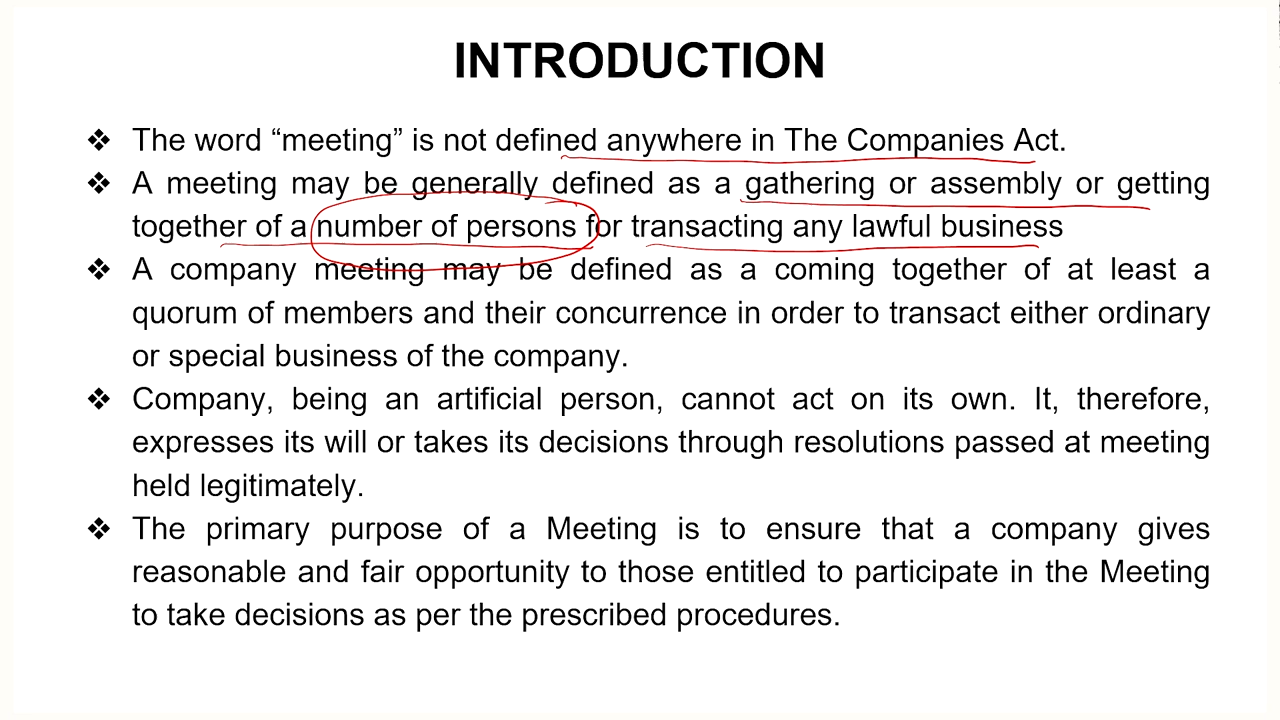 INTRODUCTION
❖ The word “meeting” is not defined anywhere in The Companies Act.
❖ A meeting may be generally defined as a gathering or assembly or getting
together of a number of persons for transacting any lawful business
❖ A company meeting may be defined as a coming together of at least a
quorum of members and their concurrence in order to transact either ordinary
or special business of the company.
❖ Company, being an artificial person, cannot act on its own. It, therefore,
expresses its will or takes its decisions through resolutions passed at meeting
held legitimately.
❖ The primary purpose of a Meeting is to ensure that a company gives
reasonable and fair opportunity to those entitled to participate in the Meeting
to take decisions as per the prescribed procedures.